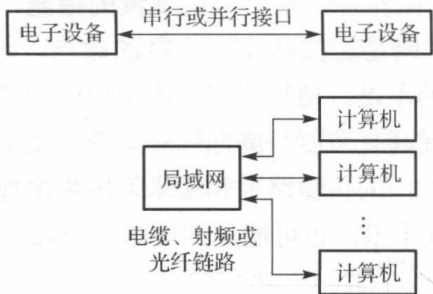 串行或并行接口
电子设备
电子设备
计算机
局域网
计算机
⋮
电缆、射频或
光纤链路
计算机